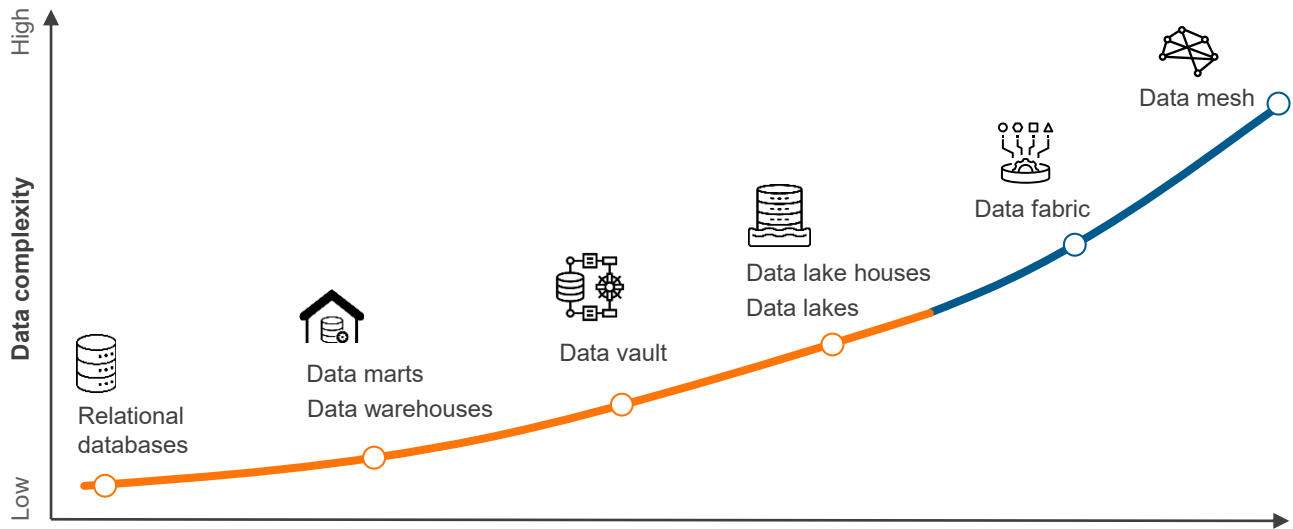 High
Data mesh
Data fabric
Data complexity
Data lake houses
Data lakes
Data vault
Data marts
Data warehouses
Relational
databases
Low